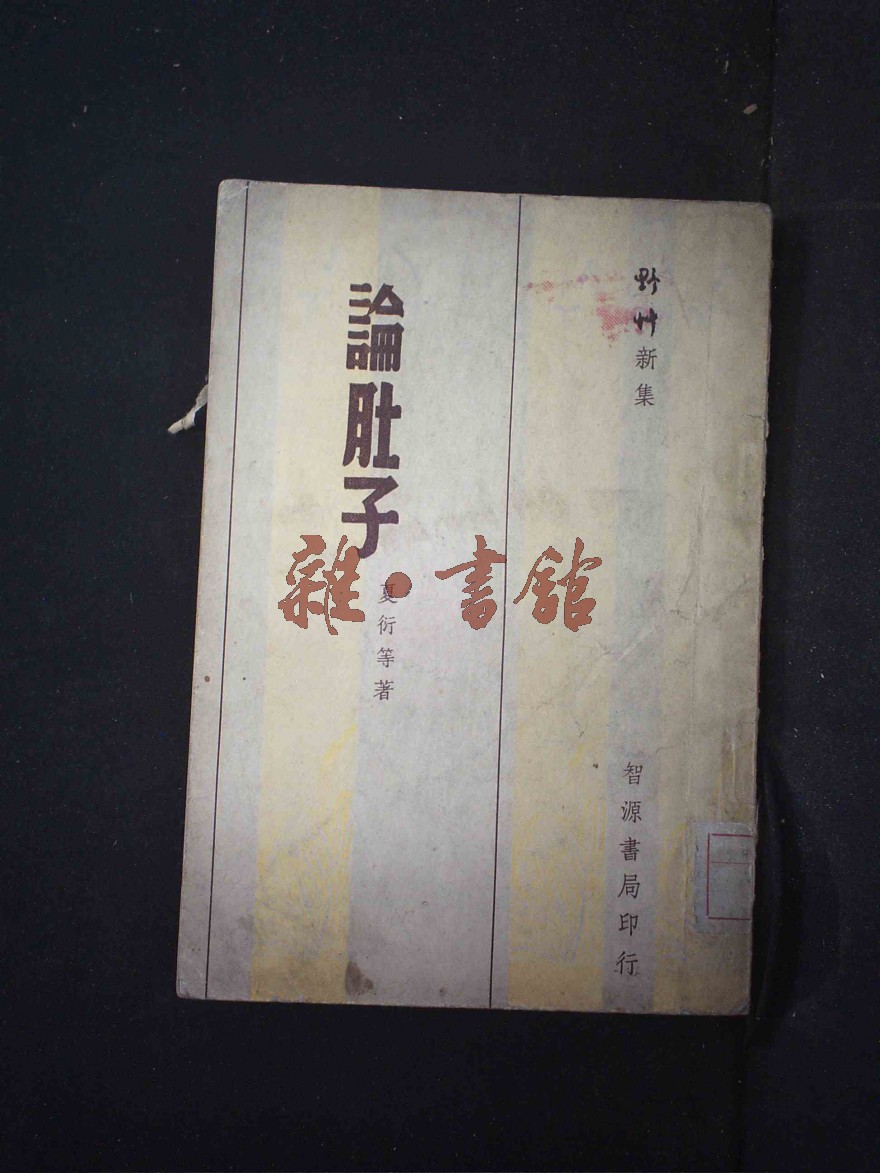 野艸新集
論肚子
夏衍等著
智源書局印行
雜·書館